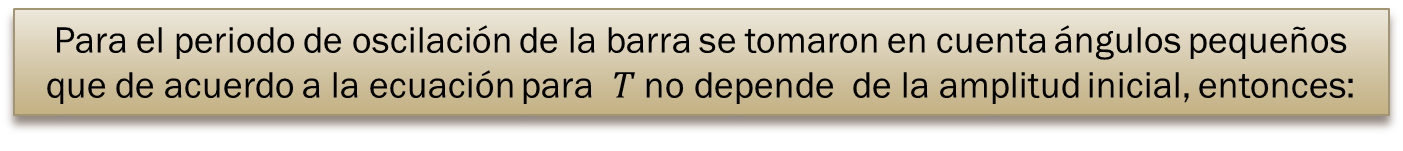 Para el periodo de oscilación de la barra se tomaron en cuenta ángulos pequeños
que de acuerdo a la ecuación para T no depende de la amplitud inicial, entonces: